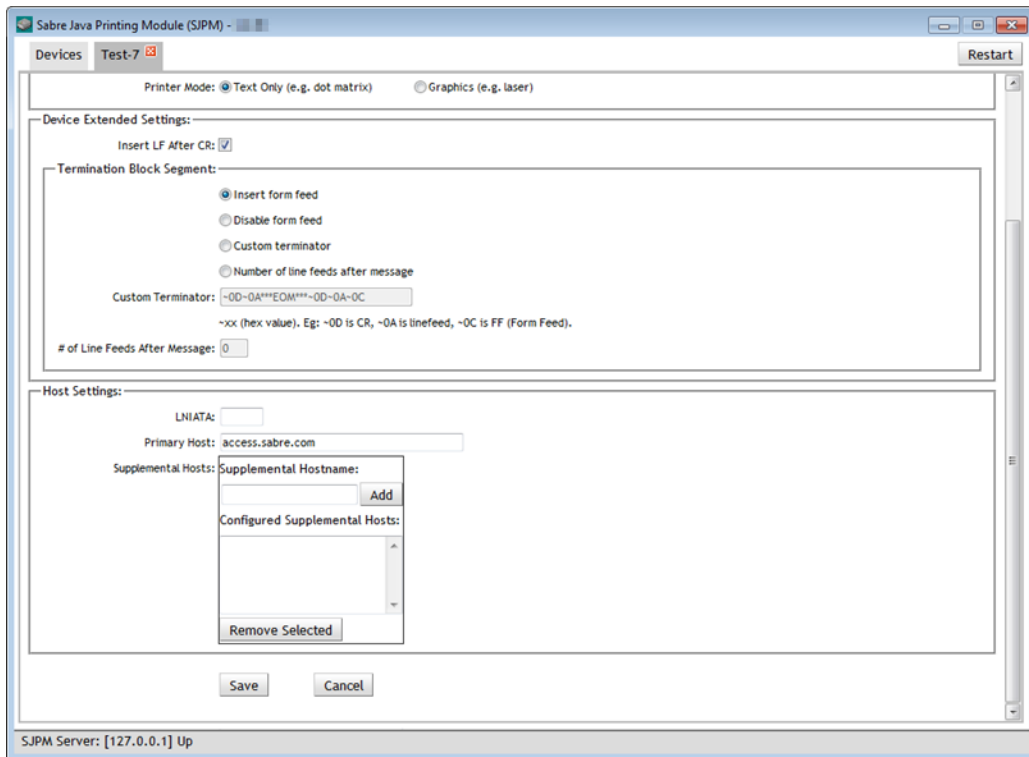 Sabre Java Printing Module (SJPM) -
Devices Test-7 Restart
Printer Mode: Text Only (e.g. dot matrix) Graphics (e.g. laser)
Device Extended Settings:
Insert LF After CR:
Termination Block Segment:
Insert form feed
Disable form feed
Custom terminator
Number of line feeds after message
Custom Terminator: ~0D~0A***EOM***~0D~0A~0C
~xx (hex value). Eg: ~0D is CR, ~0A is linefeed, ~0C is FF (Form Feed).
# of Line Feeds After Message: 0
Host Settings:
LNIATA:
Primary Host: access.sabre.com
Supplemental Hosts: Supplemental Hostname:
Add
Configured Supplemental Hosts:
Remove Selected
Save Cancel
SJPM Server: [127.0.0.1] Up